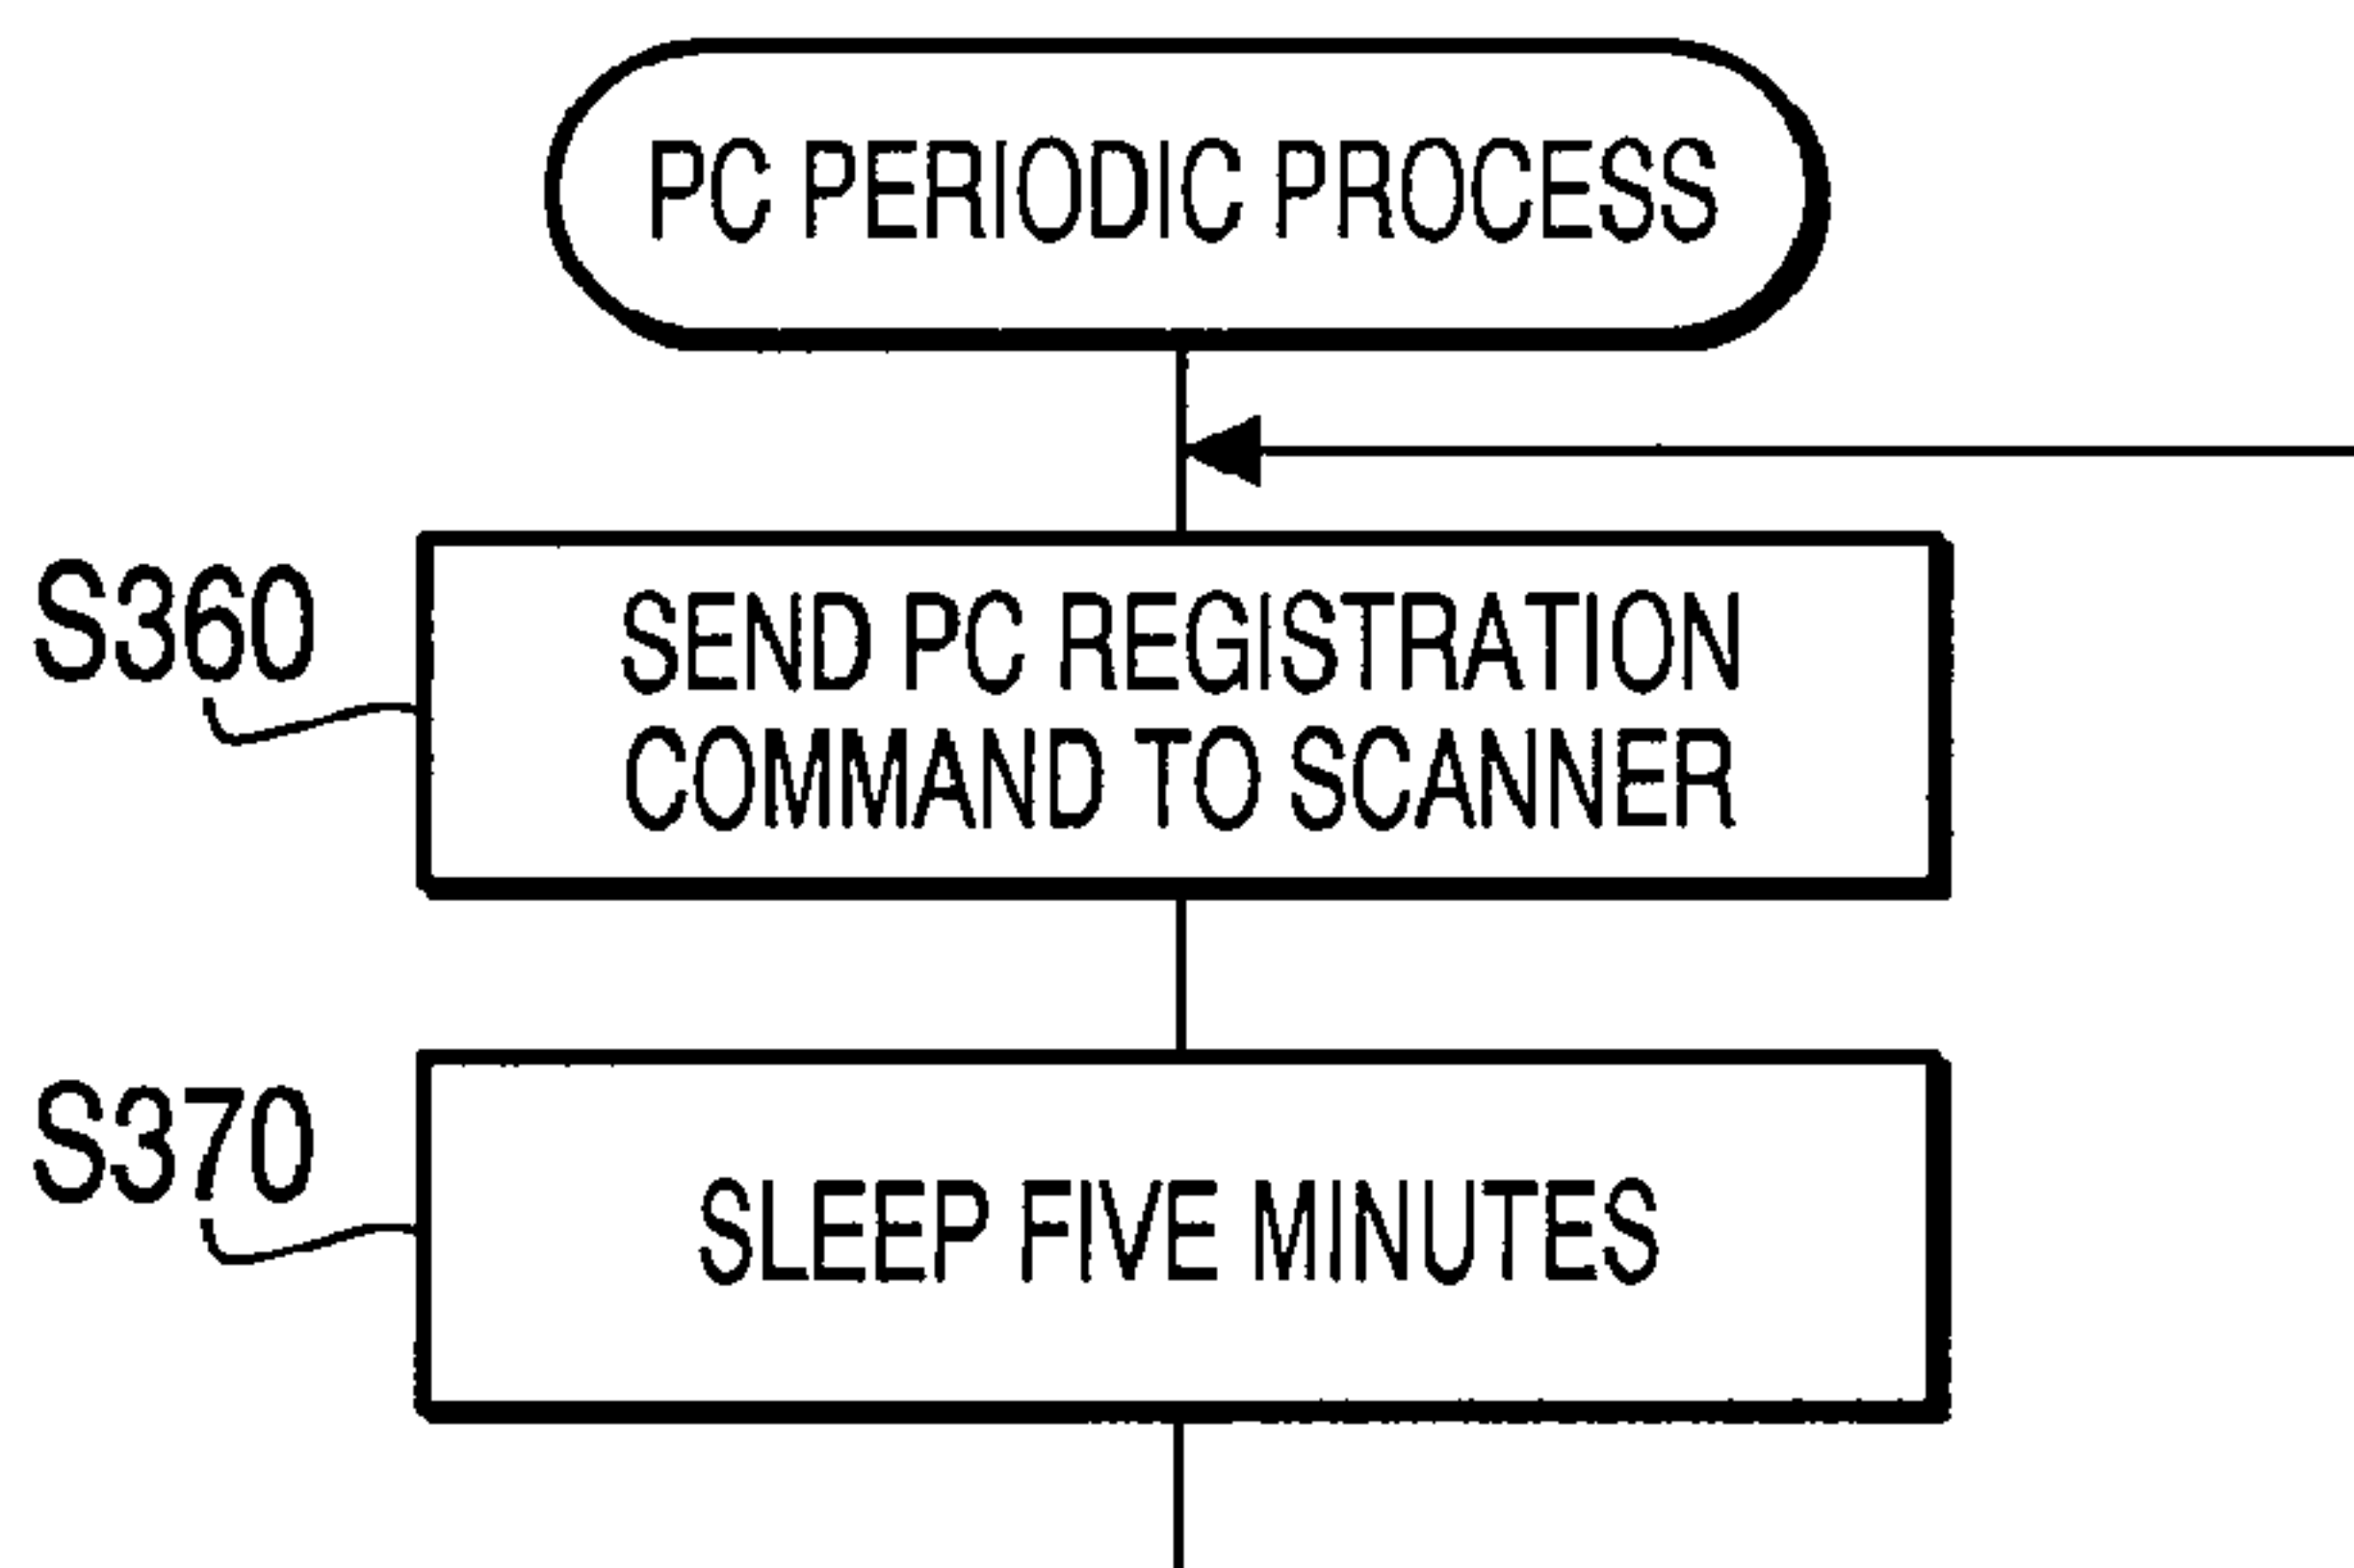 PC PERIODIC PROCESS
S360
SEND PC REGISTRATION
COMMAND TO SCANNER
S370
SLEEP FIVE MINUTES